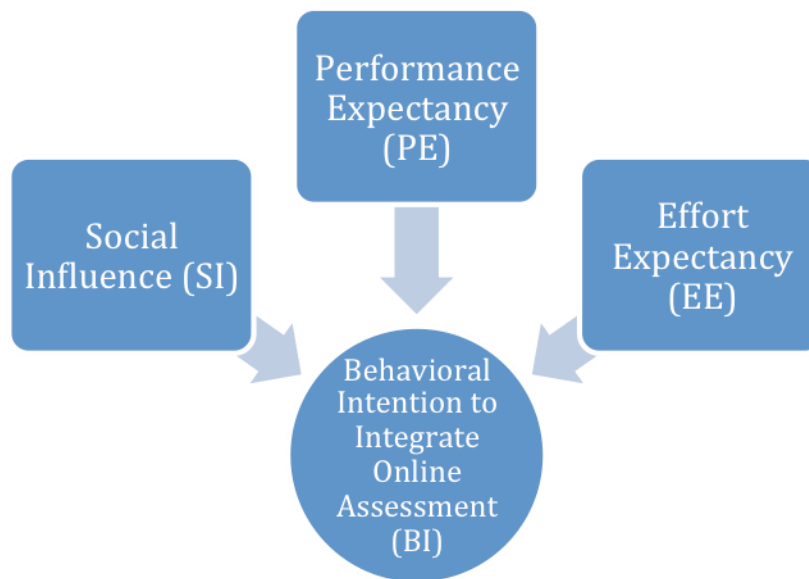 Performance
Expectancy
(PE)
Social
Influence (SI)
Effort
Expectancy
(EE)
Behavioral
Intention to
Integrate
Online
Assessment
(BI)